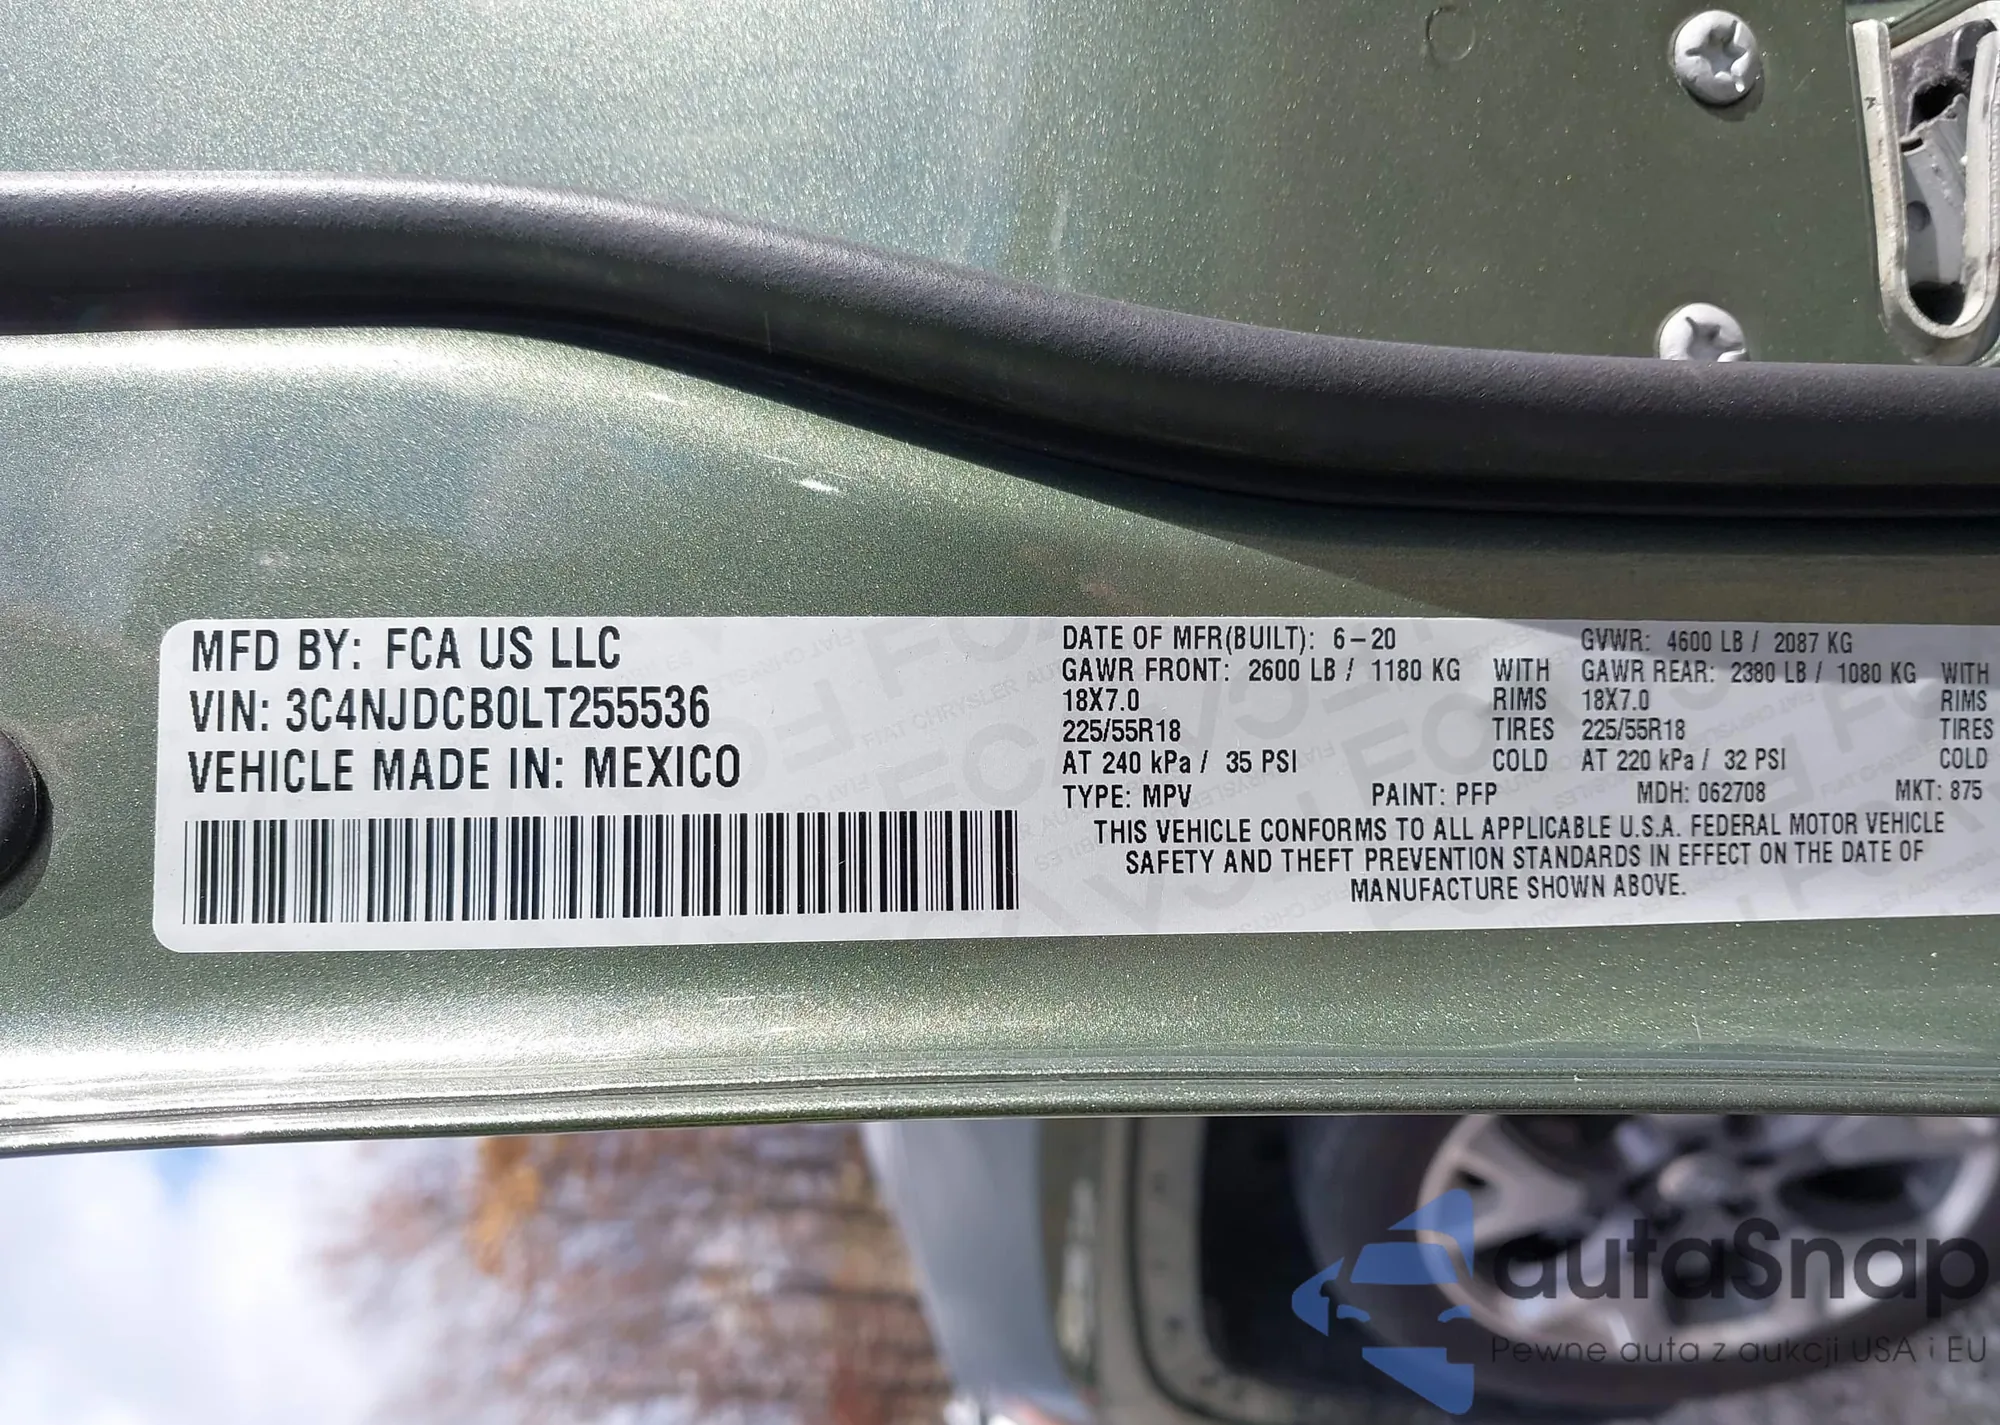 MFD BY: FCA US LLC
VIN: 3C4NJDCB0LT255536
VEHICLE MADE IN: MEXICO
DATE OF MFR(BUILT): 6-20 GVWR: 4600 LB / 2087 KG
GAWR FRONT: 2600 LB / 1180 KG WITH GAWR REAR: 2380 LB / 1080 KG WITH
18X7.0 RIMS 18X7.0 RIMS
225/55R18 TIRES 225/55R18 TIRES
AT 240 kPa / 35 PSI COLD AT 220 kPa / 32 PSI COLD
TYPE: MPV PAINT: PFP MDH: 062708 MKT: 875
THIS VEHICLE CONFORMS TO ALL APPLICABLE U.S.A. FEDERAL MOTOR VEHICLE
SAFETY AND THEFT PREVENTION STANDARDS IN EFFECT ON THE DATE OF
MANUFACTURE SHOWN ABOVE.
autaSnap
Pewne auta z aukcji USA i EU